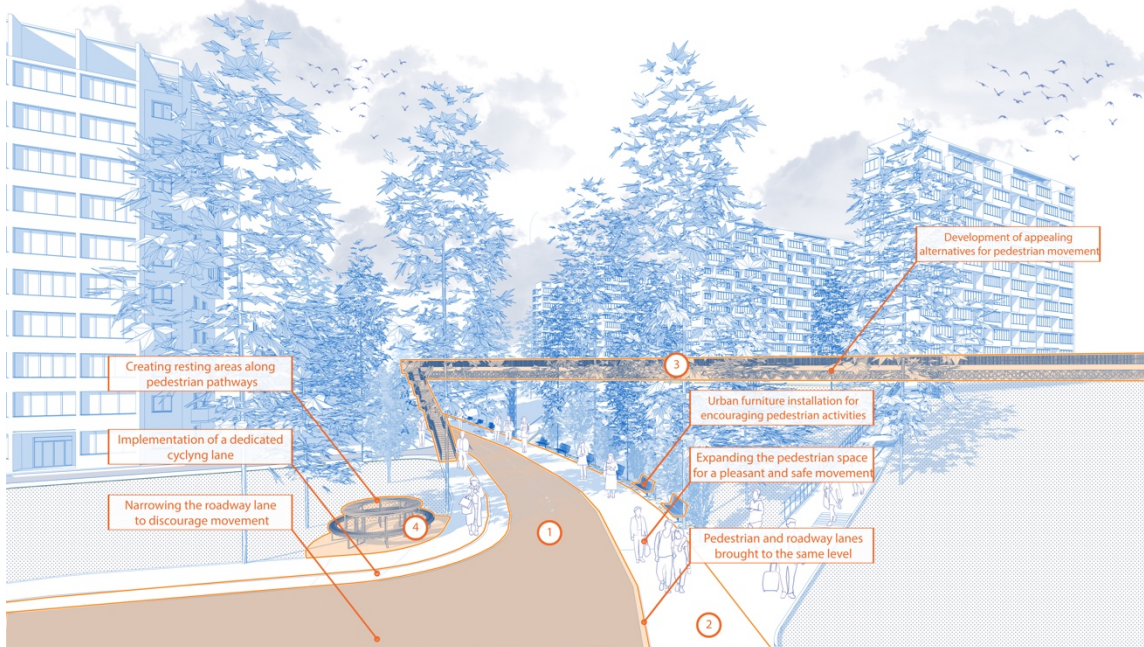 Development of appealing
alternatives for pedestrian movement
3
Creating resting areas along
pedestrian pathways
Urban furniture installation for
encouraging pedestrian activities
Implementation of a dedicated
cyclyng lane
Expanding the pedestrian space
for a pleasant and safe movement
Narrowing the roadway lane
to discourage movement
4
1
Pedestrian and roadway lanes
brought to the same level
2